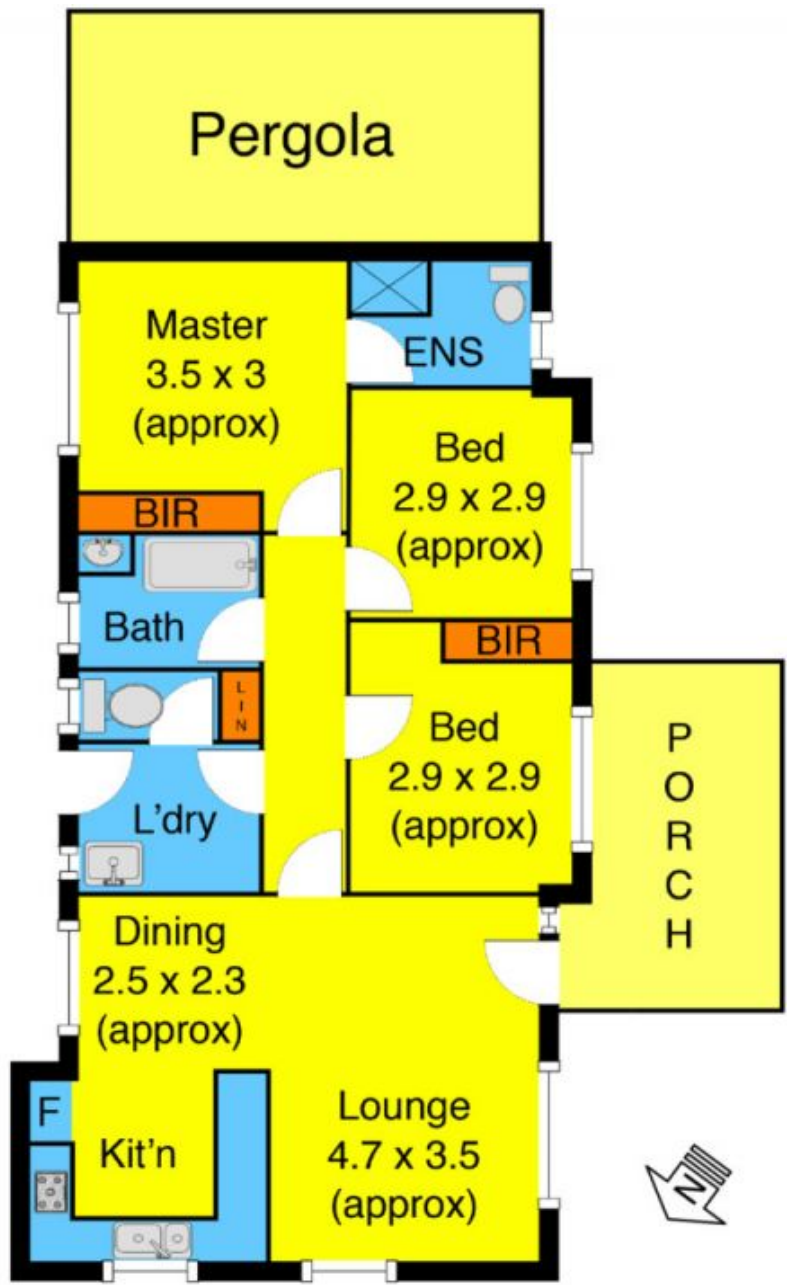 Pergola
Master
3.5 x 3
(approx)
ENS
Bed
2.9 x 2.9
(approx)
BIR
Bath
BIR
L
I
N
Bed
2.9 x 2.9
(approx)
P
O
R
C
H
L'dry
Dining
2.5 x 2.3
(approx)
F
Kit'n
Lounge
4.7 x 3.5
(approx)
N